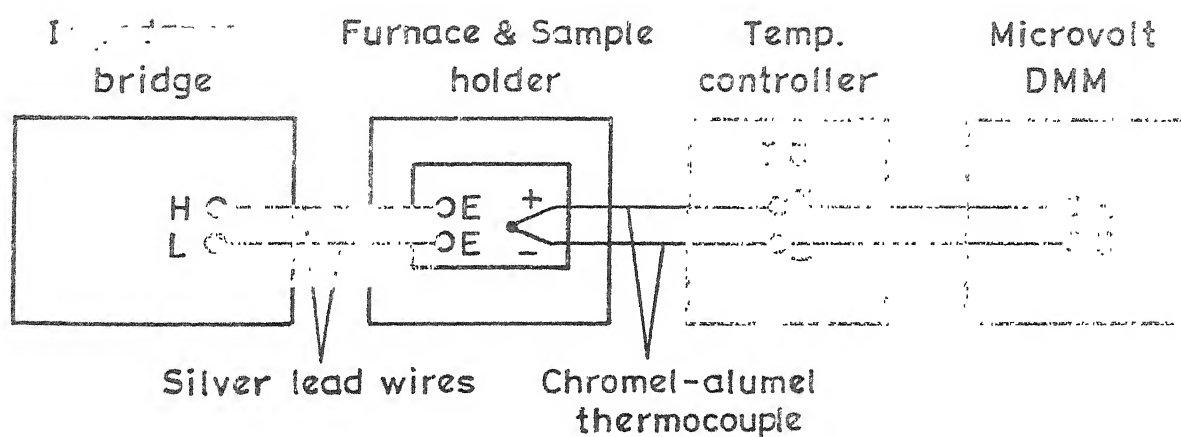 bridge
Furnace & Sample
holder
Temp.
controller
Microvolt
DMM
H
L
E
E
+
-
Silver lead wires
Chromel-alumel
thermocouple